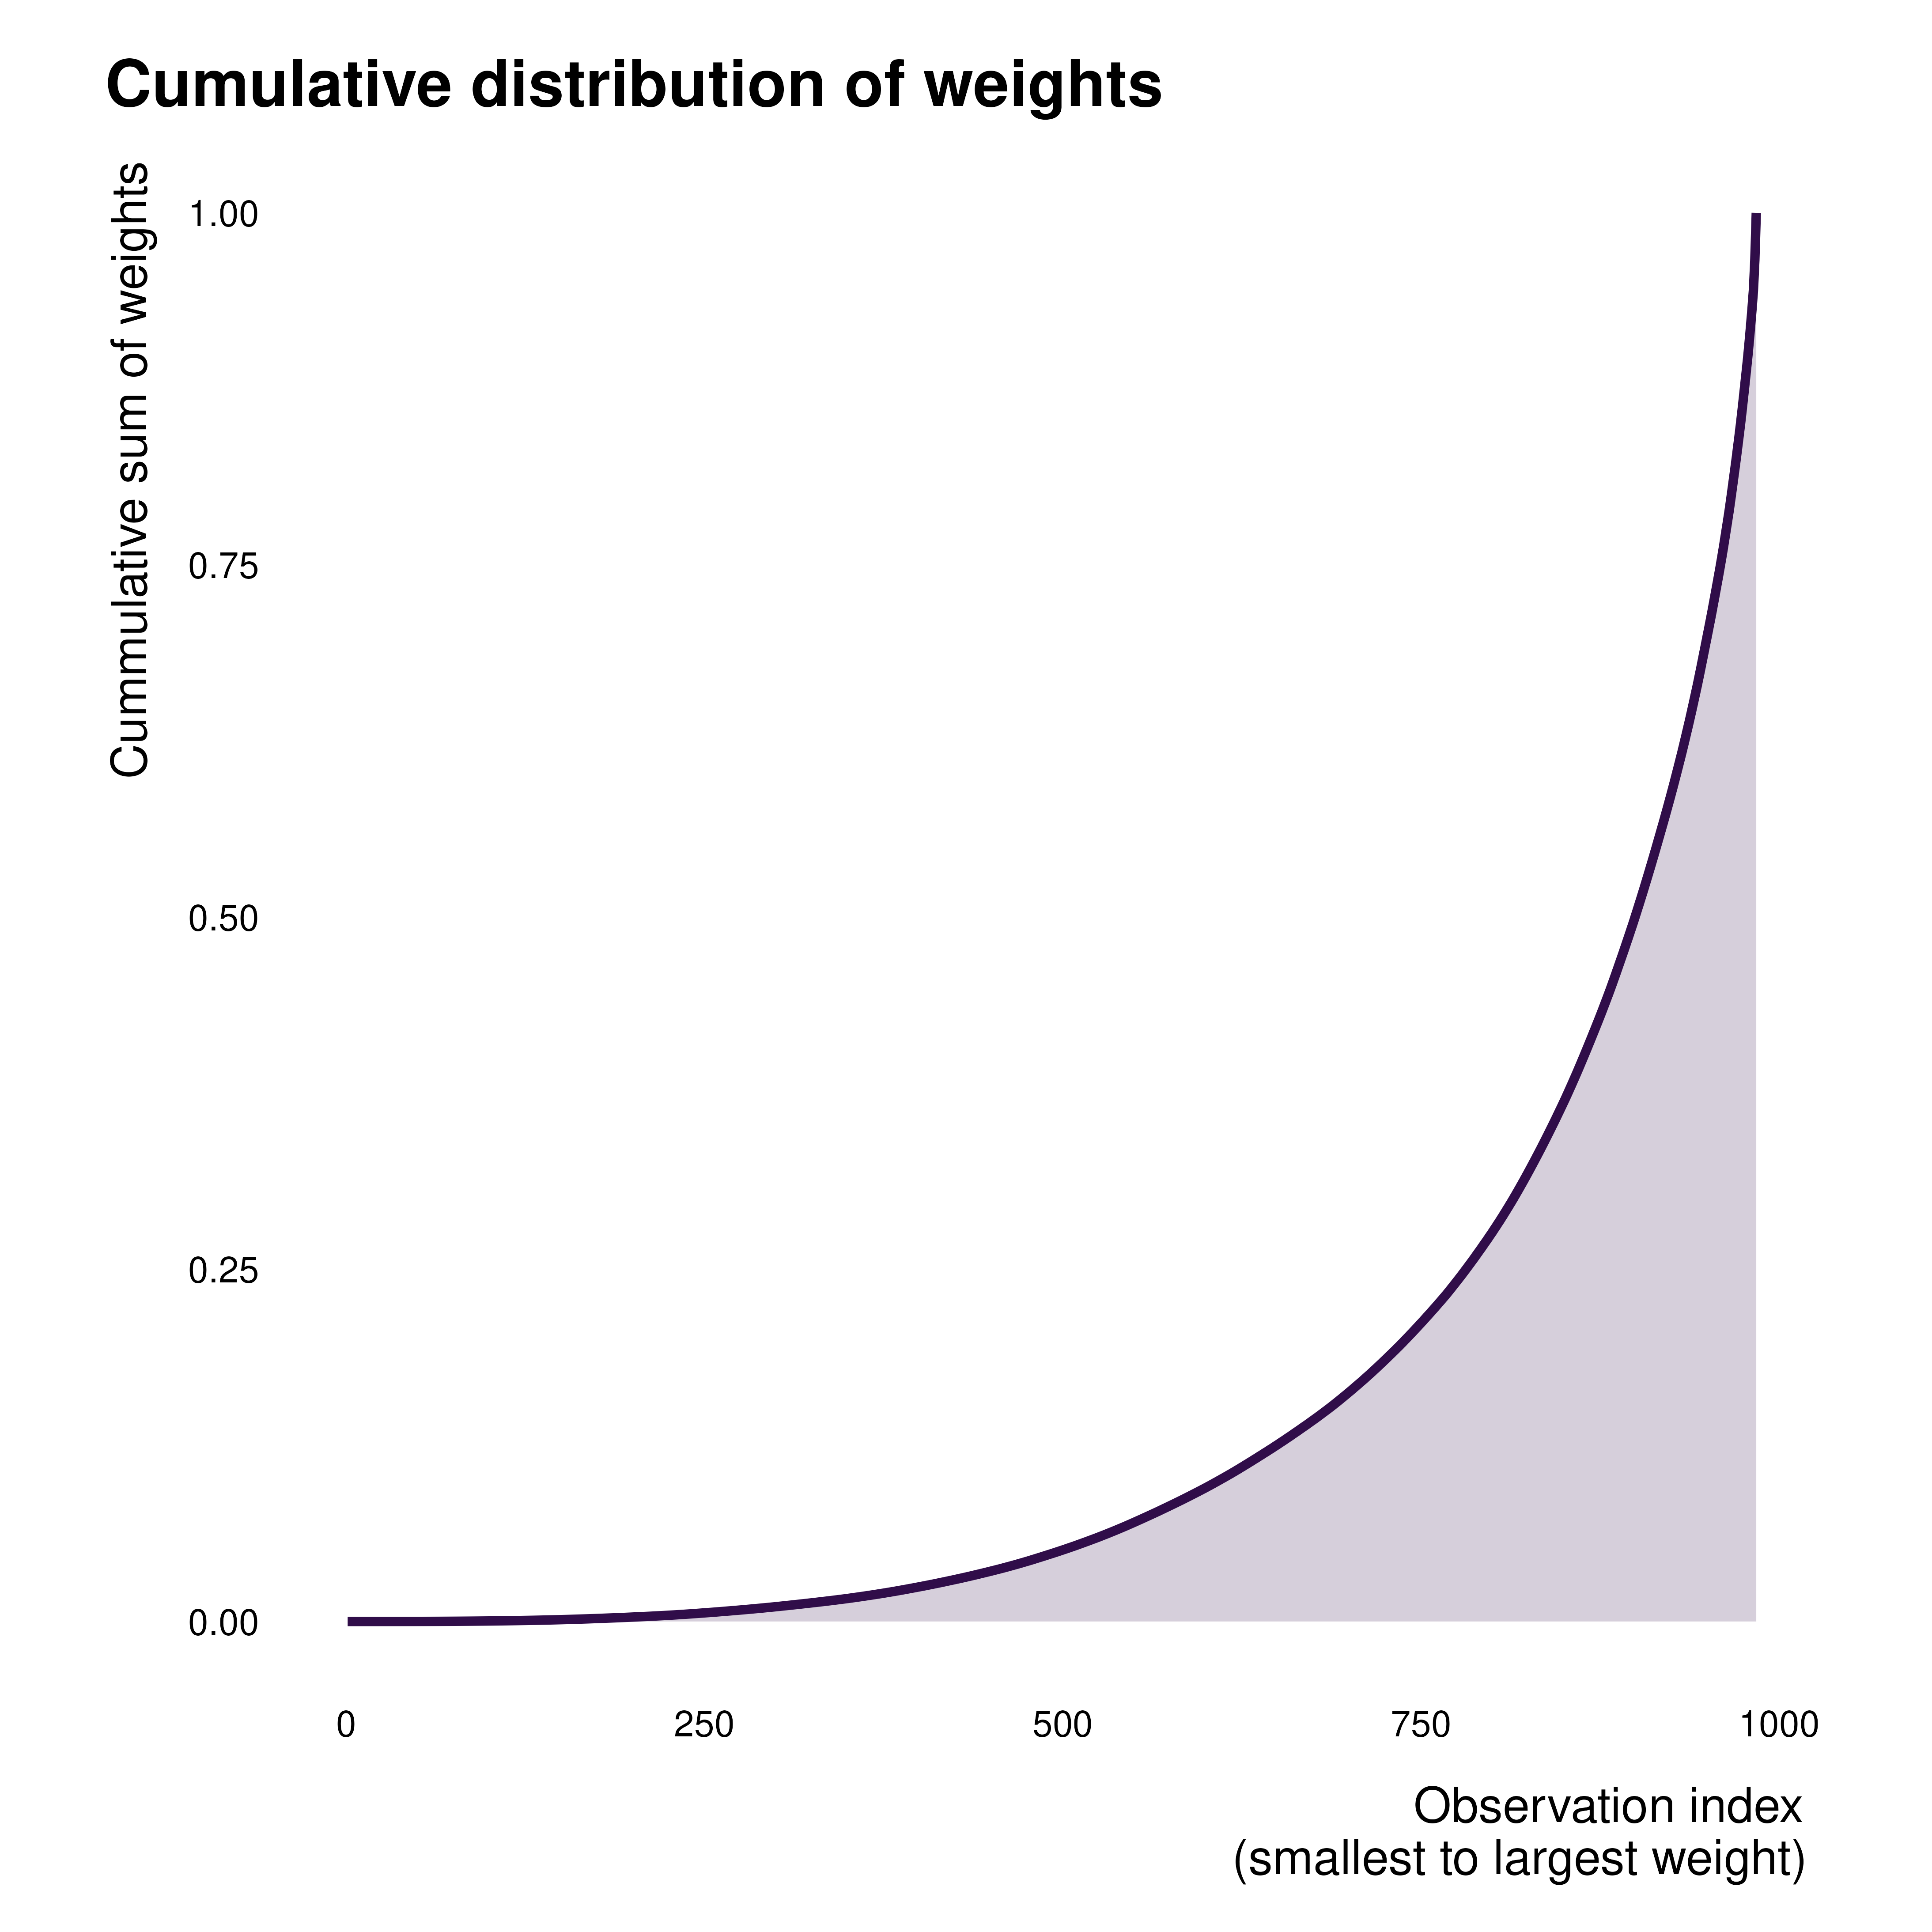 Cumulative distribution of weights
Cummulative sum of weights
1.00
0.75
0.50
0.25
0.00
0 250 500 750 1000
Observation index
(smallest to largest weight)